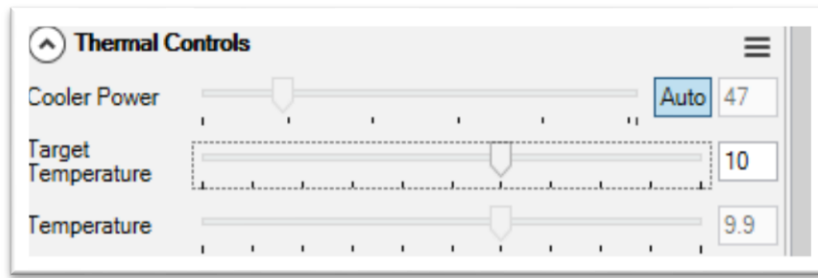 Thermal Controls
Cooler Power Auto 47
Target
Temperature 10
Temperature 9.9